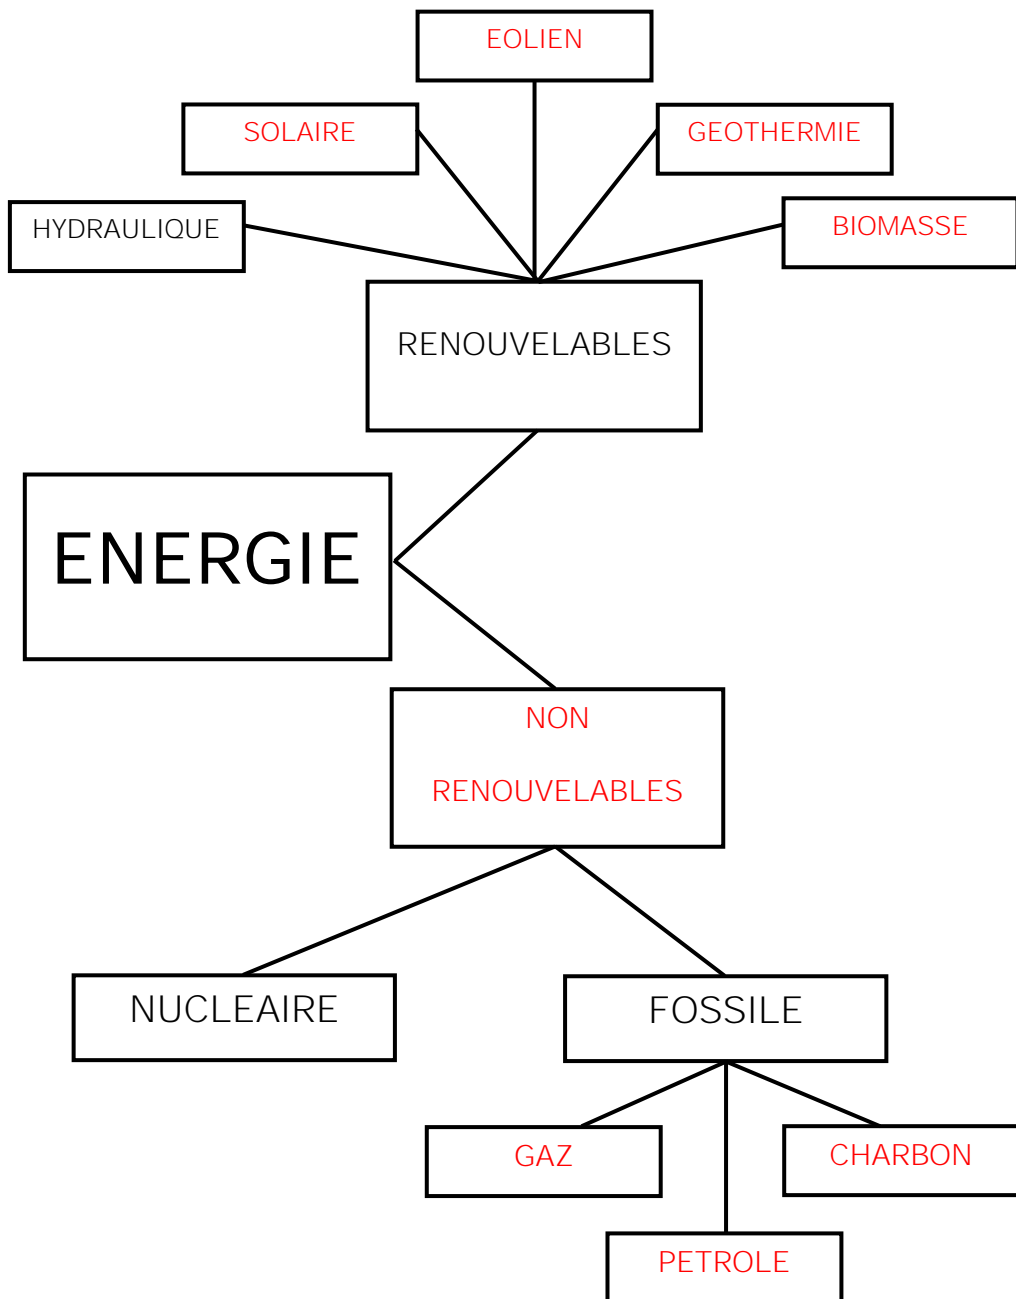 EOLIEN
SOLAIRE
GEOTHERMIE
HYDRAULIQUE
BIOMASSE
RENOUVELABLES
ENERGIE
NON
RENOUVELABLES
NUCLEAIRE
FOSSILE
GAZ
CHARBON
PETROLE